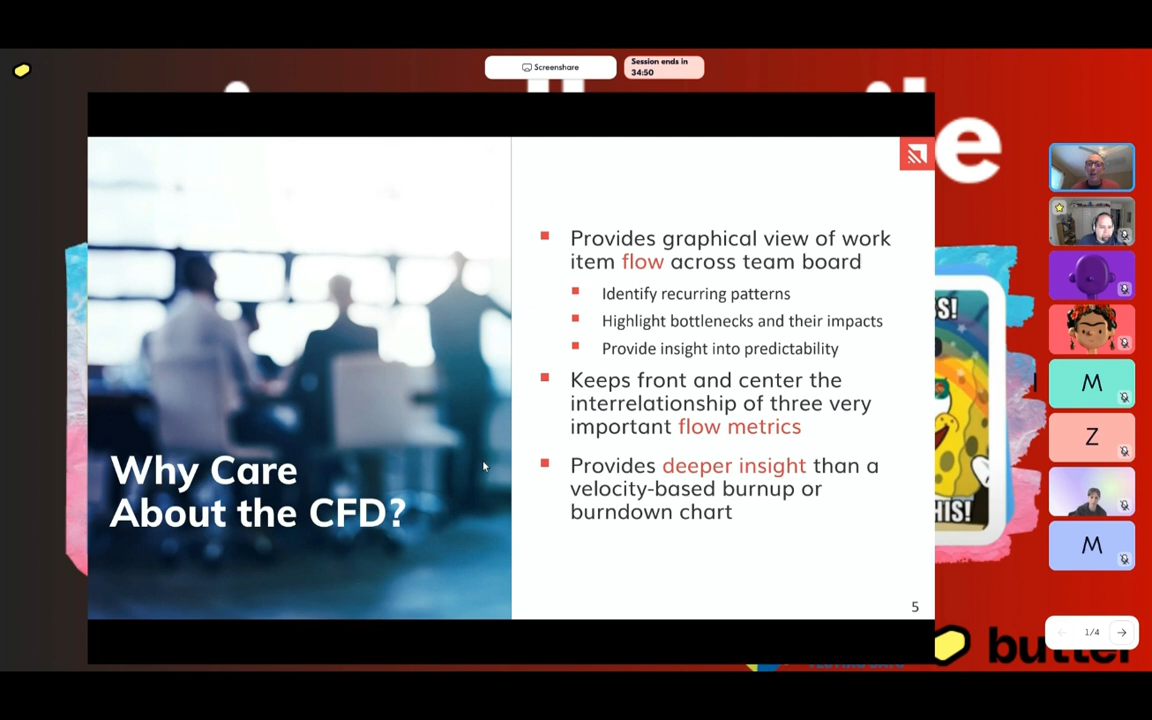 Screenshare
Session ends in
34:50
e
Why Care
About the CFD?
Provides graphical view of work
item flow across team board
Identify recurring patterns
Highlight bottlenecks and their impacts
Provide insight into predictability
Keeps front and center the
interrelationship of three very
important flow metrics
Provides deeper insight than a
velocity-based burnup or
burndown chart
5
S!
HIS!
M
Z
M
1/4
butter